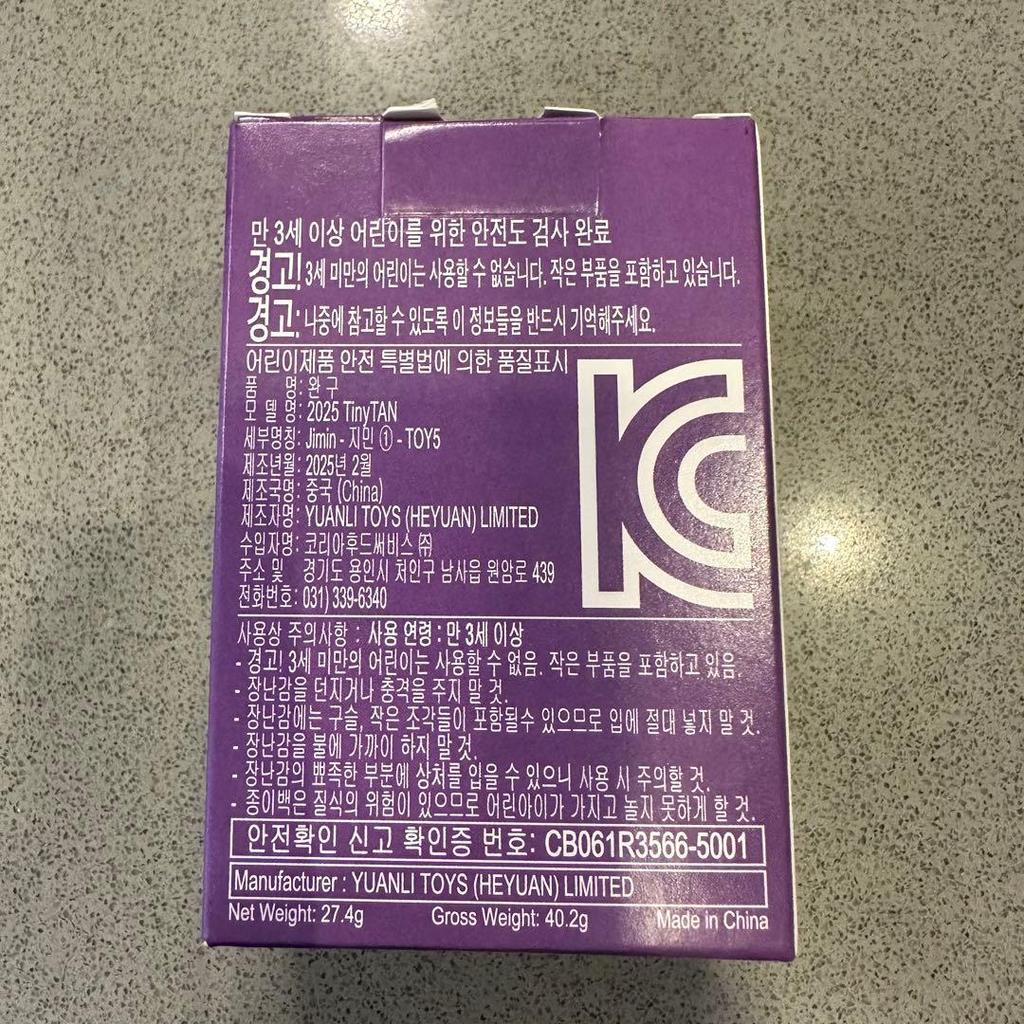 만 3세 이상 어린이를 위한 안전도 검사 완료
경고! 3세 미만의 어린이는 사용할 수 없습니다. 작은 부품을 포함하고 있습니다.
경고: 나중에 참고할 수 있도록 이 정보들을 반드시 기억해주세요.
어린이제품 안전 특별법에 의한 품질표시
품 명: 완구
모 델 명: 2025 TinyTAN
세부명칭: Jimin - 지민 ① - TOY5
제조년월: 2025년 2월
제조국명: 중국 (China)
제조자명: YUANLI TOYS (HEYUAN) LIMITED
수입자명: 코리아후드써비스 ㈜
주소 및 경기도 용인시 처인구 남사읍 원암로 439
전화번호: 031) 339-6340
KC
사용상 주의사항 : 사용 연령 : 만 3세 이상
- 경고! 3세 미만의 어린이는 사용할 수 없음. 작은 부품을 포함하고 있음.
- 장난감을 던지거나 충격을 주지 말 것.
- 장난감에는 구슬, 작은 조각들이 포함될수 있으므로 입에 절대 넣지 말 것.
- 장난감을 불에 가까이 하지 말 것.
- 장난감의 뾰족한 부분에 상처를 입을 수 있으니 사용 시 주의할 것.
- 종이백은 질식의 위험이 있으므로 어린아이가 가지고 놀지 못하게 할 것.
안전확인 신고 확인증 번호: CB061R3566-5001
Manufacturer : YUANLI TOYS (HEYUAN) LIMITED
Net Weight: 27.4g Gross Weight: 40.2g Made in China